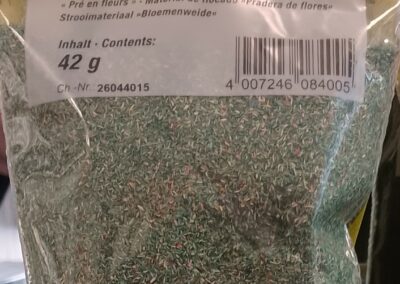 « Pré en fleurs » · Material de flocado »Pradera de flores«
Strooimateriaal »Bloemenweide«
Inhalt · Contents:
42 g
Ch.-Nr.: 26044015
4 007246 084005